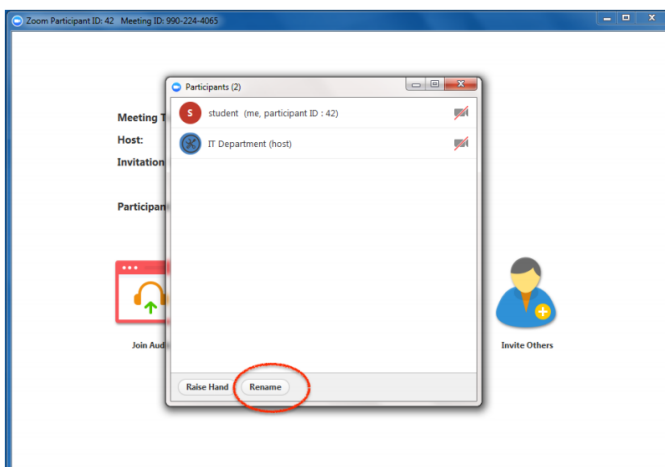 Zoom Participant ID: 42 Meeting ID: 990-224-4065
Participants (2)
S student (me, participant ID : 42)
IT Department (host)
Meeting T
Host:
Invitation
Participan
Join Aud
Invite Others
Raise Hand Rename